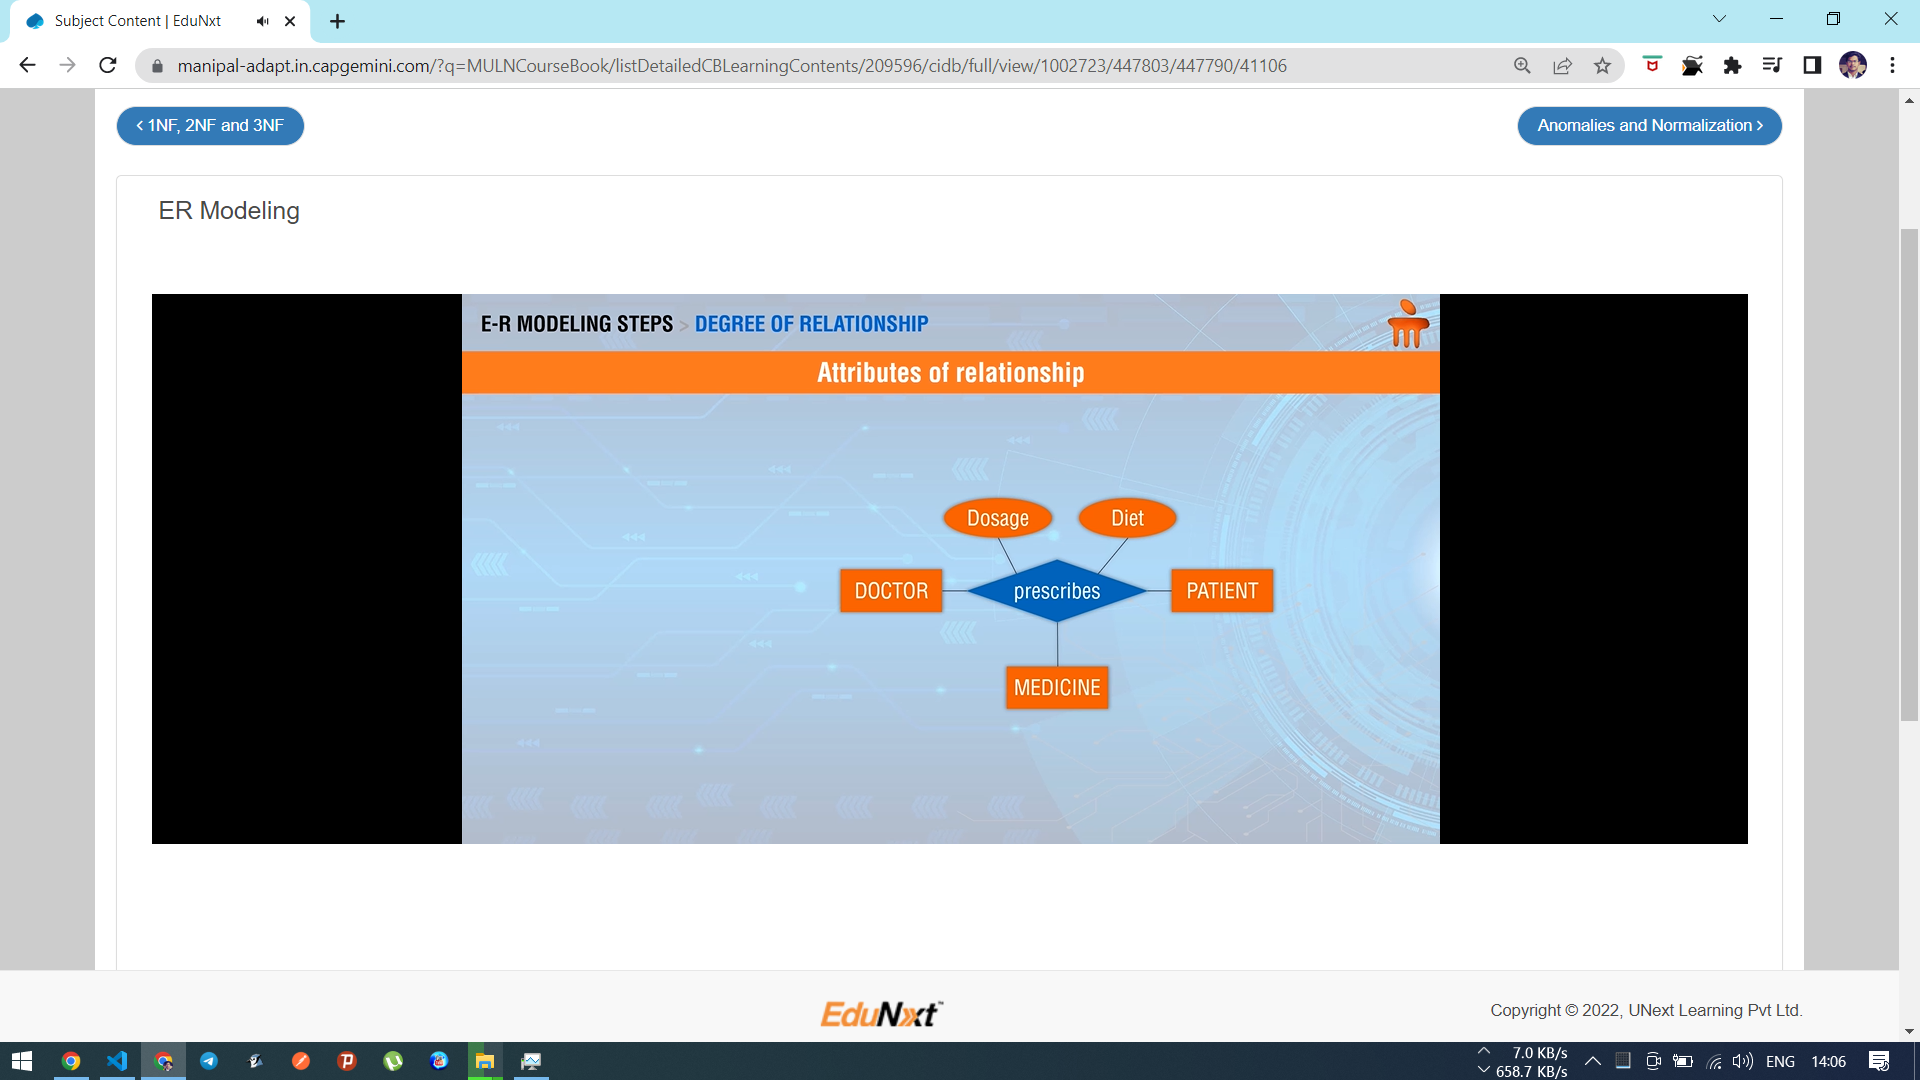 Subject Content | EduNxt
manipal-adapt.in.capgemini.com/?q=MULNCourseBook/listDetailedCBLearningContents/209596/cidb/full/view/1002723/447803/447790/41106
< 1NF, 2NF and 3NF
Anomalies and Normalization >
ER Modeling
E-R MODELING STEPS > DEGREE OF RELATIONSHIP
Attributes of relationship
Dosage
Diet
DOCTOR
prescribes
PATIENT
MEDICINE
EduNxt
Copyright © 2022, UNext Learning Pvt Ltd.
7.0 KB/s
658.7 KB/s
ENG
14:06